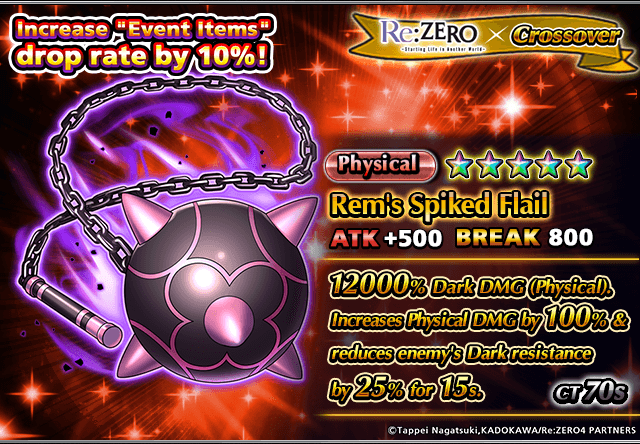 Increase "Event Items"
drop rate by 10%!
Re:ZERO × Crossover
-Starting Life in Another World-
Physical
Rem's Spiked Flail
ATK +500 BREAK 800
12000% Dark DMG (Physical).
Increases Physical DMG by 100% &
reduces enemy's Dark resistance
by 25% for 15s.
CT 70s
©Tappei Nagatsuki,KADOKAWA/Re:ZERO4 PARTNERS